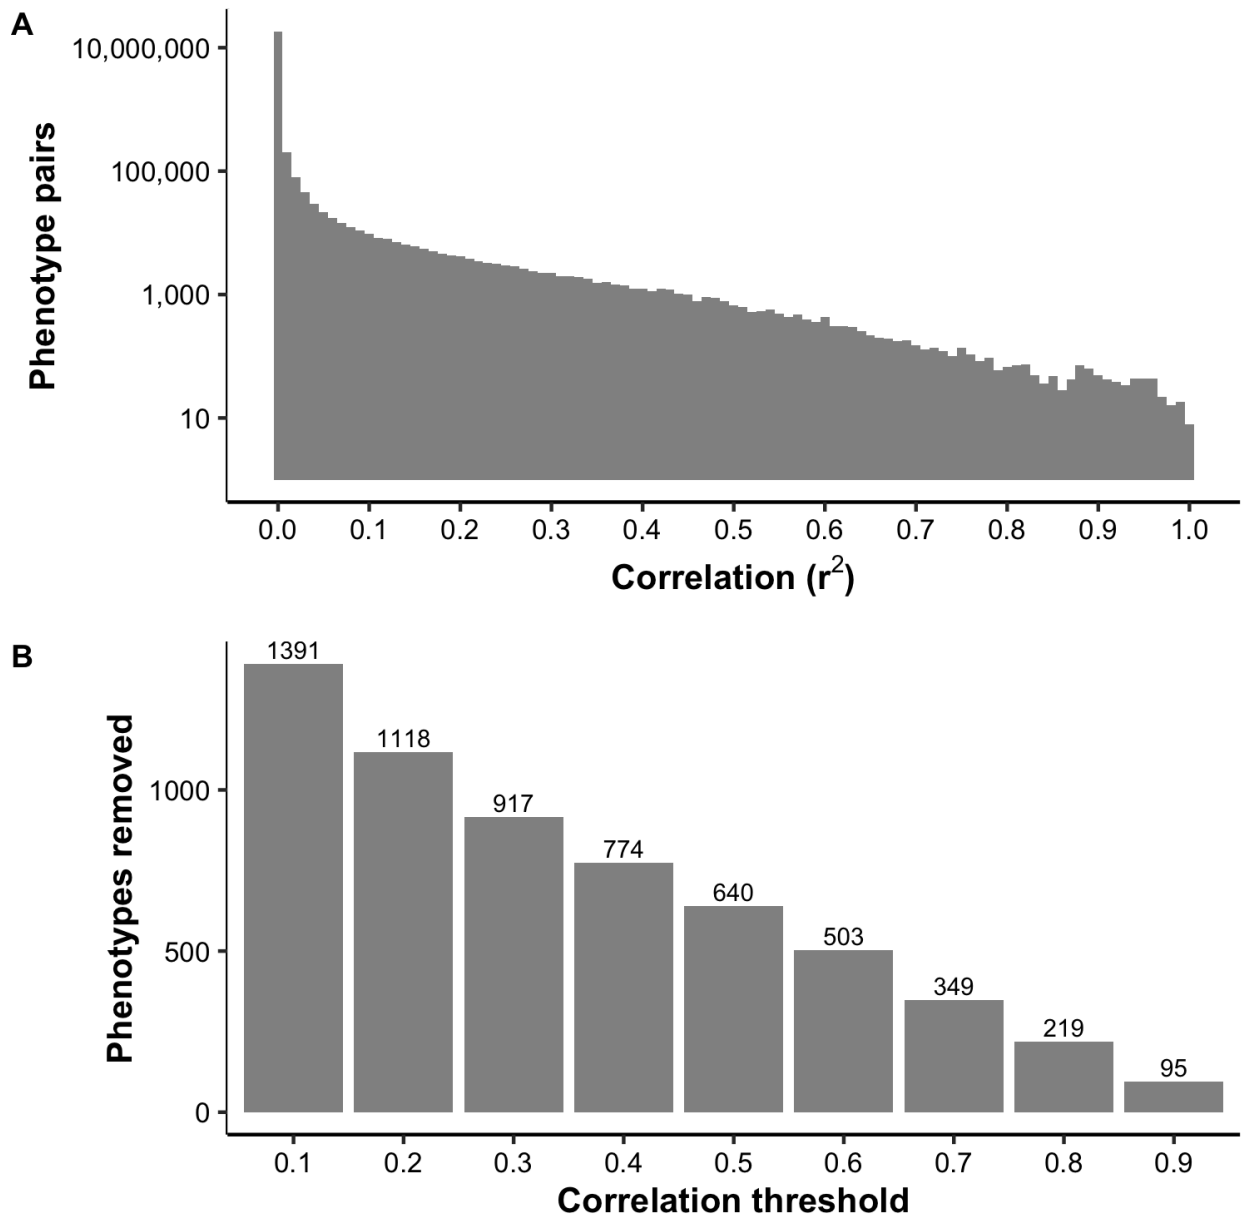 A
10,000,000
100,000
1,000
10
Phenotype pairs
0.0 0.1 0.2 0.3 0.4 0.5 0.6 0.7 0.8 0.9 1.0
Correlation (r²)
B
1391
1118
917
774
640
503
349
219
95
1000
500
0
Phenotypes removed
0.1 0.2 0.3 0.4 0.5 0.6 0.7 0.8 0.9
Correlation threshold